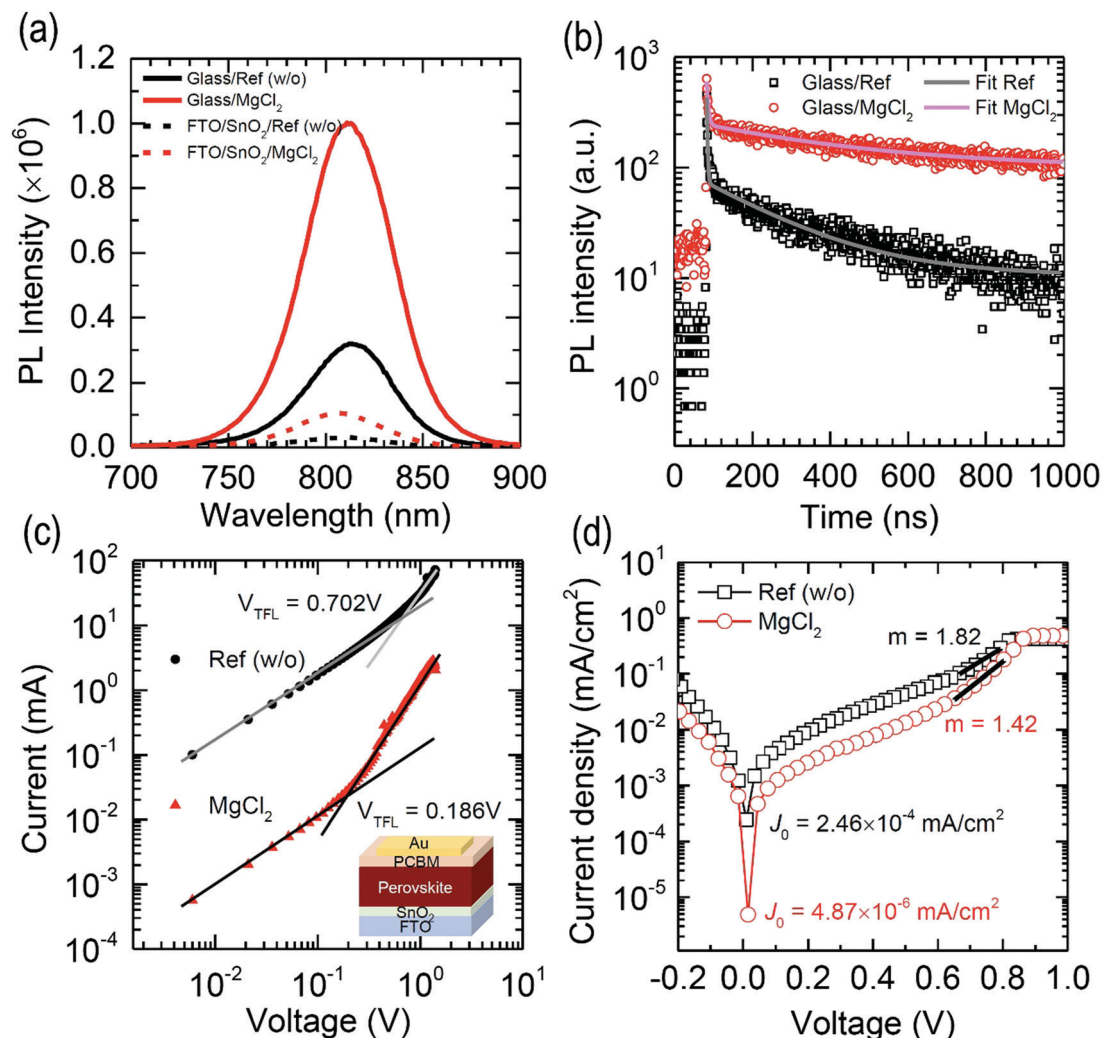 (a)
1.2
1.0
0.8
0.6
0.4
0.2
0.0
PL Intensity (×10⁶)
Glass/Ref (w/o)
Glass/MgCl₂
FTO/SnO₂/Ref (w/o)
FTO/SnO₂/MgCl₂
700 750 800 850 900
Wavelength (nm)
(b)
10³
10²
10¹
10⁰
PL intensity (a.u.)
Glass/Ref Fit Ref
Glass/MgCl₂ Fit MgCl₂
0 200 400 600 800 1000
Time (ns)
(c)
10²
10¹
10⁰
10⁻¹
10⁻²
10⁻³
10⁻⁴
Current (mA)
V_TFL = 0.702V
Ref (w/o)
MgCl₂
V_TFL = 0.186V
Au
PCBM
Perovskite
SnO₂
FTO
10⁻² 10⁻¹ 10⁰ 10¹
Voltage (V)
(d)
10¹
10⁰
10⁻¹
10⁻²
10⁻³
10⁻⁴
10⁻⁵
Current density (mA/cm²)
Ref (w/o)
MgCl₂
m = 1.82
m = 1.42
J₀ = 2.46×10⁻⁴ mA/cm²
J₀ = 4.87×10⁻⁶ mA/cm²
-0.2 0.0 0.2 0.4 0.6 0.8 1.0
Voltage (V)